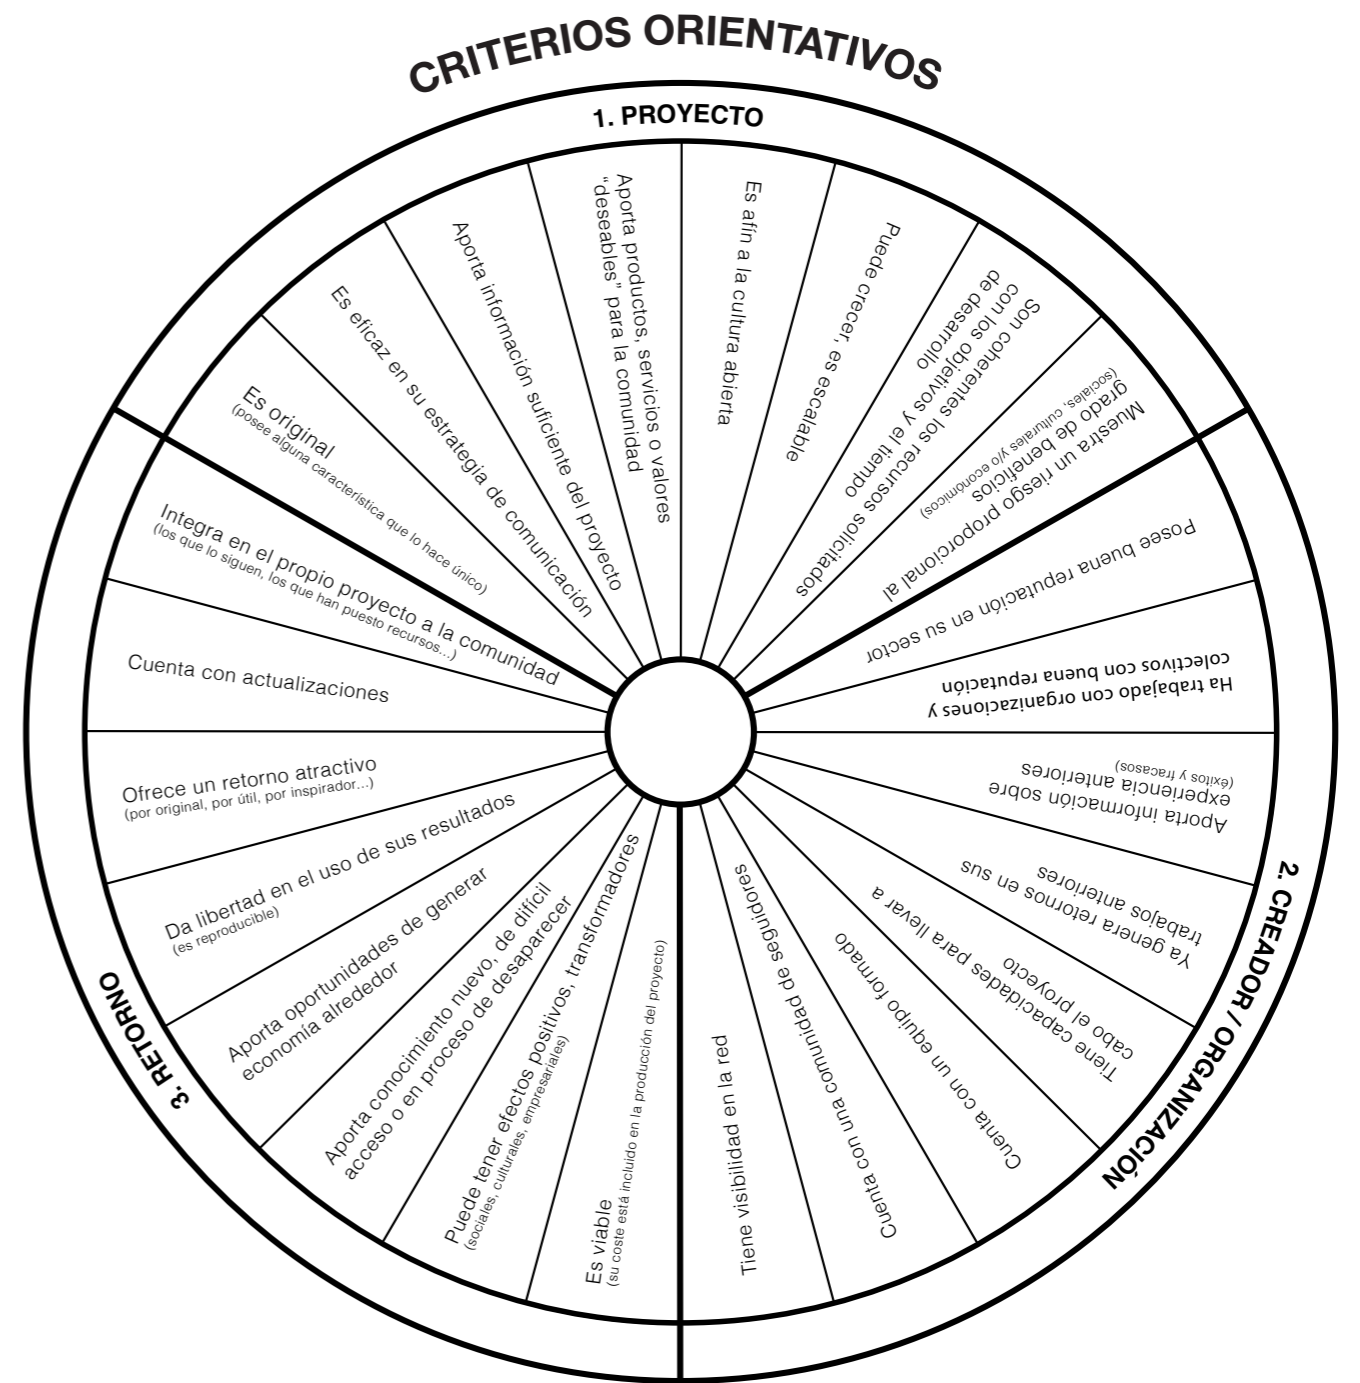 CRITERIOS ORIENTATIVOS
1. PROYECTO
Es original
(posee alguna característica que lo hace único)
Es eficaz en su estrategia de comunicación
Aporta información suficiente del proyecto
Aporta productos, servicios o valores
“deseables” para la comunidad
Es afín a la cultura abierta
Puede crecer, es escalable
Son coherentes los recursos solicitados
con los objetivos y el tiempo
de desarrollo
Muestra un riesgo proporcional al
grado de beneficios
(sociales, culturales y/o económicos)
2. CREADOR / ORGANIZACIÓN
Posee buena reputación en su sector
Ha trabajado con organizaciones y
colectivos con buena reputación
Aporta información sobre
experiencia anteriores
(éxitos y fracasos)
Ya genera retornos en sus
trabajos anteriores
Tiene capacidades para llevar a
cabo el proyecto
Cuenta con un equipo formado
Cuenta con una comunidad de seguidores
Tiene visibilidad en la red
3. RETORNO
Es viable
(su coste está incluido en la producción del proyecto)
Puede tener efectos positivos, transformadores
(sociales, culturales, empresariales)
Aporta conocimiento nuevo, de difícil
acceso o en proceso de desaparecer
Aporta oportunidades de generar
economía alrededor
Da libertad en el uso de sus resultados
(es reproducible)
Ofrece un retorno atractivo
(por original, por útil, por inspirador...)
Cuenta con actualizaciones
Integra en el propio proyecto a la comunidad
(los que lo siguen, los que han puesto recursos...)